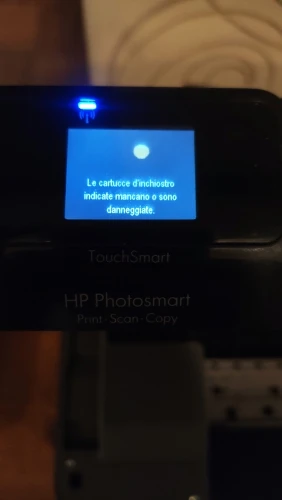 Le cartucce d'inchiostro
indicate mancano o sono
danneggiate.
TouchSmart
HP Photosmart
Print·Scan·Copy